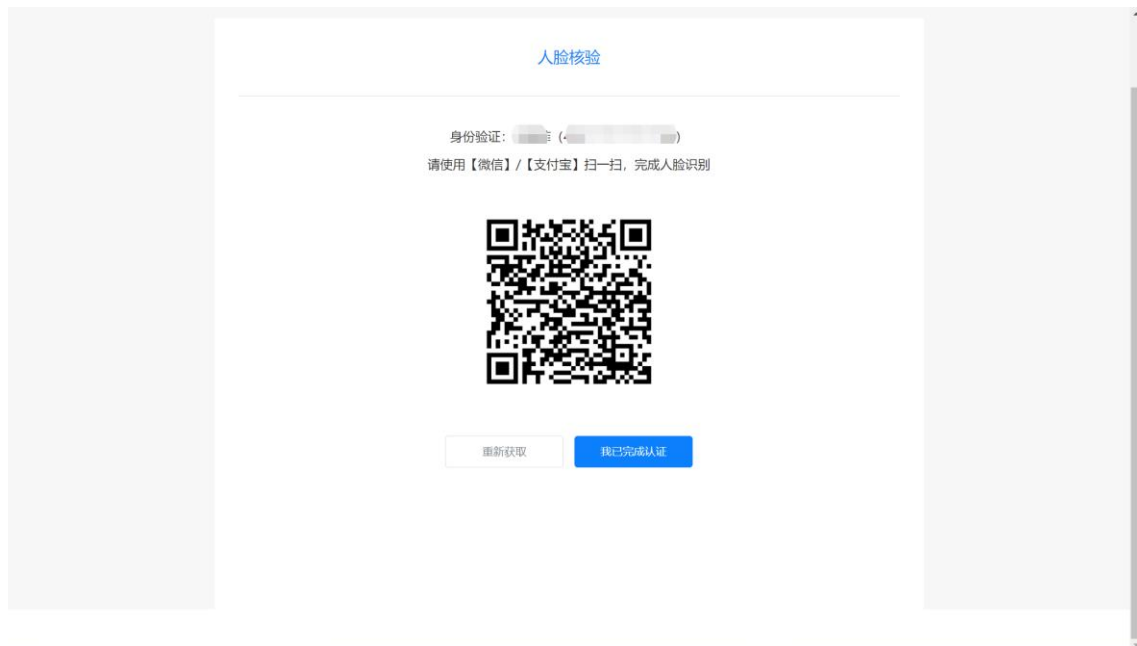 人脸核验
身份验证： (4 )
请使用【微信】/【支付宝】扫一扫，完成人脸识别
重新获取
我已完成认证